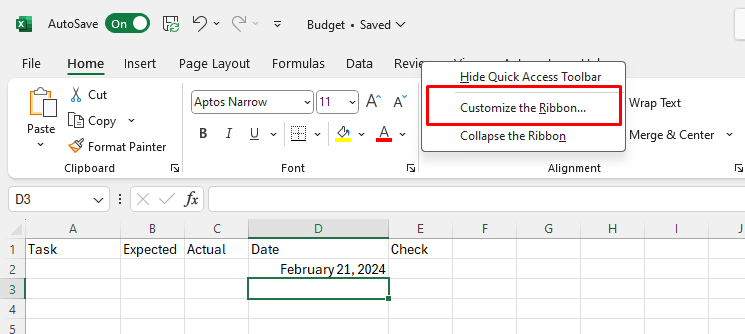 AutoSave On Budget • Saved
File Home Insert Page Layout Formulas Data
Hide Quick Access Toolbar
Customize the Ribbon...
Collapse the Ribbon
Paste
Cut
Copy
Format Painter
Clipboard
Aptos Narrow 11 A A
B I U A
Font
Wrap Text
Merge & Center
Alignment
D3 fx
A B C D E F G H I J
1 Task Expected Actual Date Check
2 February 21, 2024
3
4
5